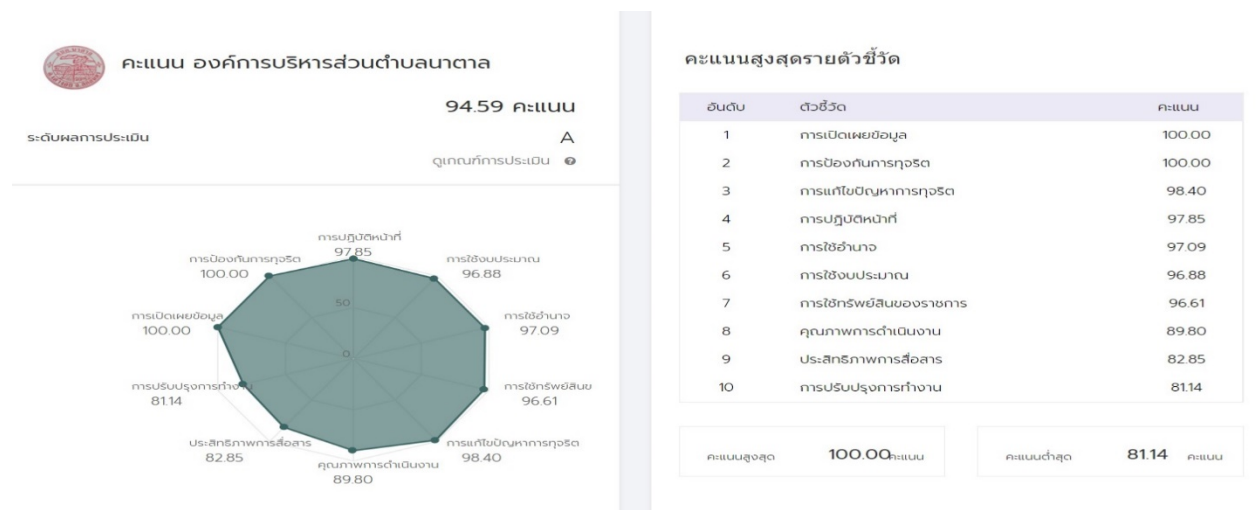 คะแนน องค์การบริหารส่วนตำบลนาตาล
94.59 คะแนน
ระดับผลการประเมิน A
ดูเกณฑ์การประเมิน
การปฏิบัติหน้าที่
97.85
การป้องกันการทุจริต
100.00
การใช้งบประมาณ
96.88
50
การเปิดเผยข้อมูล
100.00
การใช้อำนาจ
97.09
0
การปรับปรุงการทำงาน
81.14
การใช้ทรัพย์สินข
96.61
ประสิทธิภาพการสื่อสาร
82.85
การแก้ไขปัญหาการทุจริต
98.40
คุณภาพการดำเนินงาน
89.80
คะแนนสูงสุดรายตัวชี้วัด
อันดับ ตัวชี้วัด คะแนน
1 การเปิดเผยข้อมูล 100.00
2 การป้องกันการทุจริต 100.00
3 การแก้ไขปัญหาการทุจริต 98.40
4 การปฏิบัติหน้าที่ 97.85
5 การใช้อำนาจ 97.09
6 การใช้งบประมาณ 96.88
7 การใช้ทรัพย์สินของราชการ 96.61
8 คุณภาพการดำเนินงาน 89.80
9 ประสิทธิภาพการสื่อสาร 82.85
10 การปรับปรุงการทำงาน 81.14
คะแนนสูงสุด 100.00 คะแนน
คะแนนต่ำสุด 81.14 คะแนน